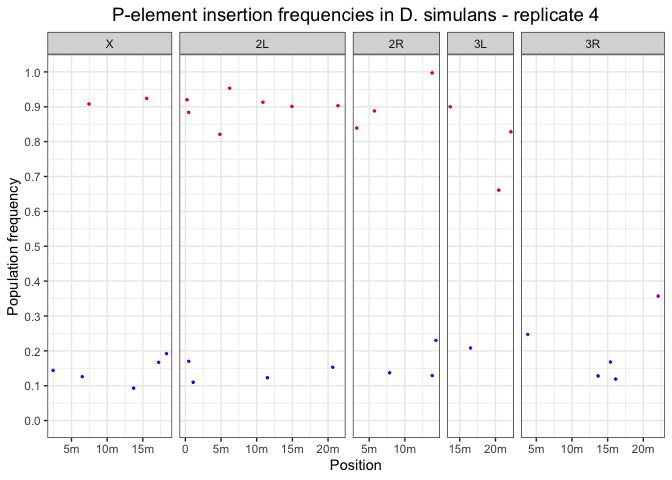 P-element insertion frequencies in D. simulans - replicate 4
X 2L 2R 3L 3R
Population frequency
1.0
0.9
0.8
0.7
0.6
0.5
0.4
0.3
0.2
0.1
0.0
5m 10m 15m 0 5m 10m 15m 20m 5m 10m 15m 20m 5m 10m 15m 20m
Position